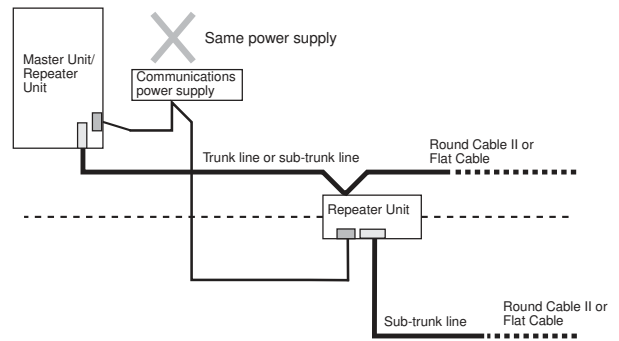 Same power supply
Master Unit/
Repeater
Unit
Communications
power supply
Trunk line or sub-trunk line
Round Cable II or
Flat Cable
Repeater Unit
Sub-trunk line
Round Cable II or
Flat Cable